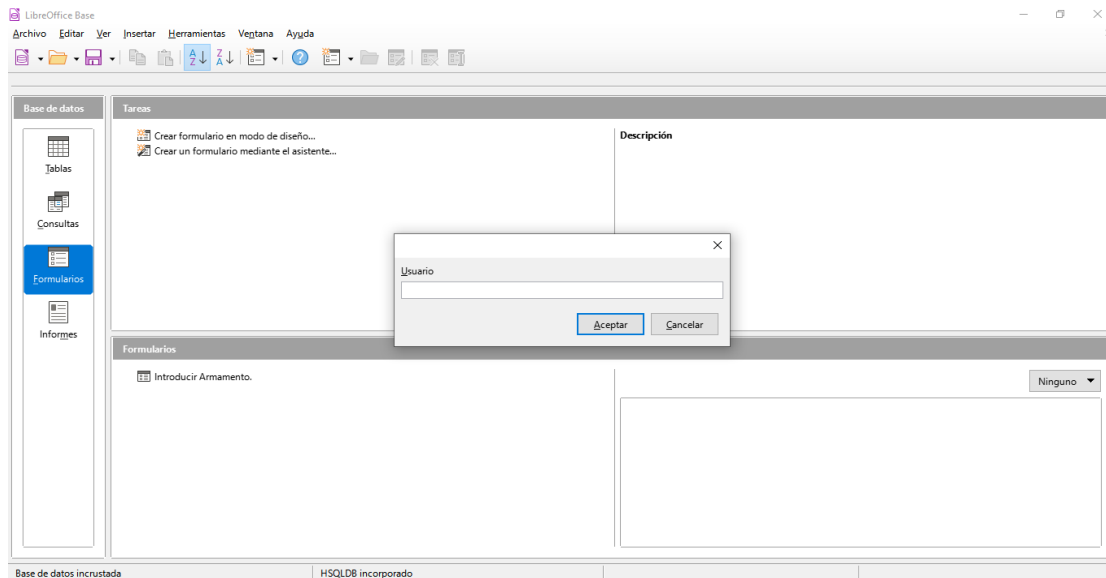 LibreOffice Base
Archivo Editar Ver Insertar Herramientas Ventana Ayuda
Base de datos
Tareas
Tablas
Consultas
Formularios
Informes
Crear formulario en modo de diseño...
Crear un formulario mediante el asistente...
Descripción
Usuario
Aceptar Cancelar
Formularios
Introducir Armamento.
Ninguno
Base de datos incrustada HSQLDB incorporado